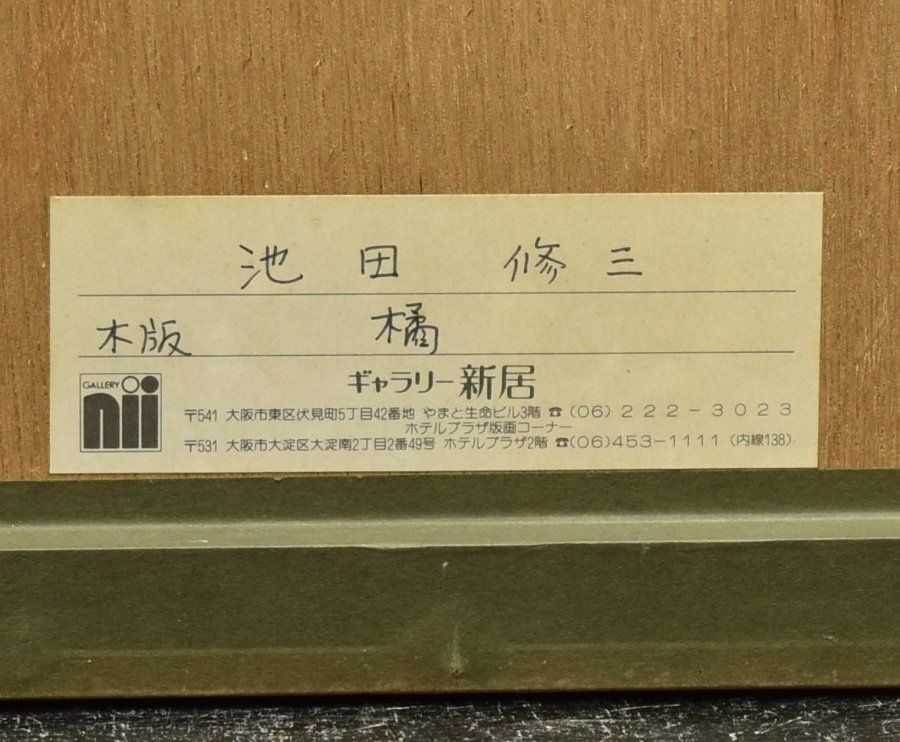 池田 修三
木版 橘
GALLERY nii
ギャラリー新居
〒541 大阪市東区伏見町5丁目42番地 やまと生命ビル3階 ☎(06)222-3023
ホテルプラザ版画コーナー
〒531 大阪市大淀区大淀南2丁目2番49号 ホテルプラザ2階 ☎(06)453-1111 (内線138)